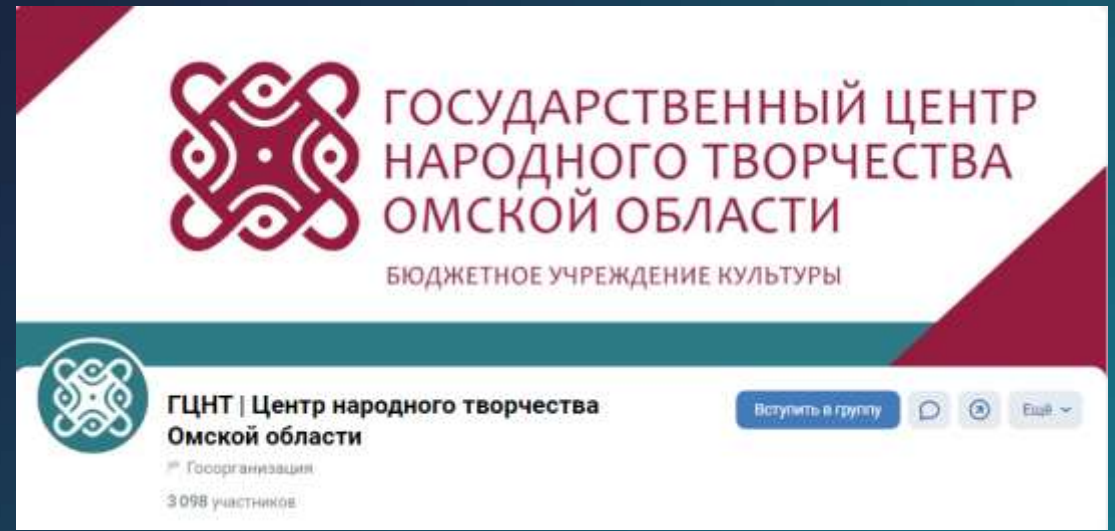 ГОСУДАРСТВЕННЫЙ ЦЕНТР
НАРОДНОГО ТВОРЧЕСТВА
ОМСКОЙ ОБЛАСТИ
БЮДЖЕТНОЕ УЧРЕЖДЕНИЕ КУЛЬТУРЫ
ГЦНТ | Центр народного творчества
Омской области
Вступить в группу
Ещё
Госорганизация
3 098 участников